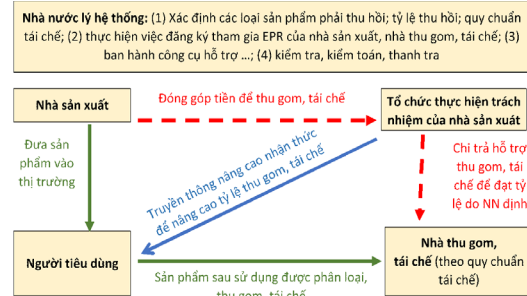 Nhà nước lý hệ thống: (1) Xác định các loại sản phẩm phải thu hồi; tỷ lệ thu hồi; quy chuẩn
tái chế; (2) thực hiện việc đăng ký tham gia EPR của nhà sản xuất, nhà thu gom, tái chế; (3)
ban hành công cụ hỗ trợ ...; (4) kiểm tra, kiểm toán, thanh tra
Nhà sản xuất
Đóng góp tiền để thu gom, tái chế
Tổ chức thực hiện trách
nhiệm của nhà sản xuát
Đưa sản
phẩm vào
thị trường
Truyền thông nâng cao nhận thức
để nâng cao tỷ lệ thu gom, tái chế
Chi trả hỗ trợ
thu gom, tái
chế để đạt tỷ
lệ do NN định
Người tiêu dùng
Sản phẩm sau sử dụng được phân loại,
thu gom, tái chế
Nhà thu gom,
tái chế (theo quy chuẩn
tái chế)